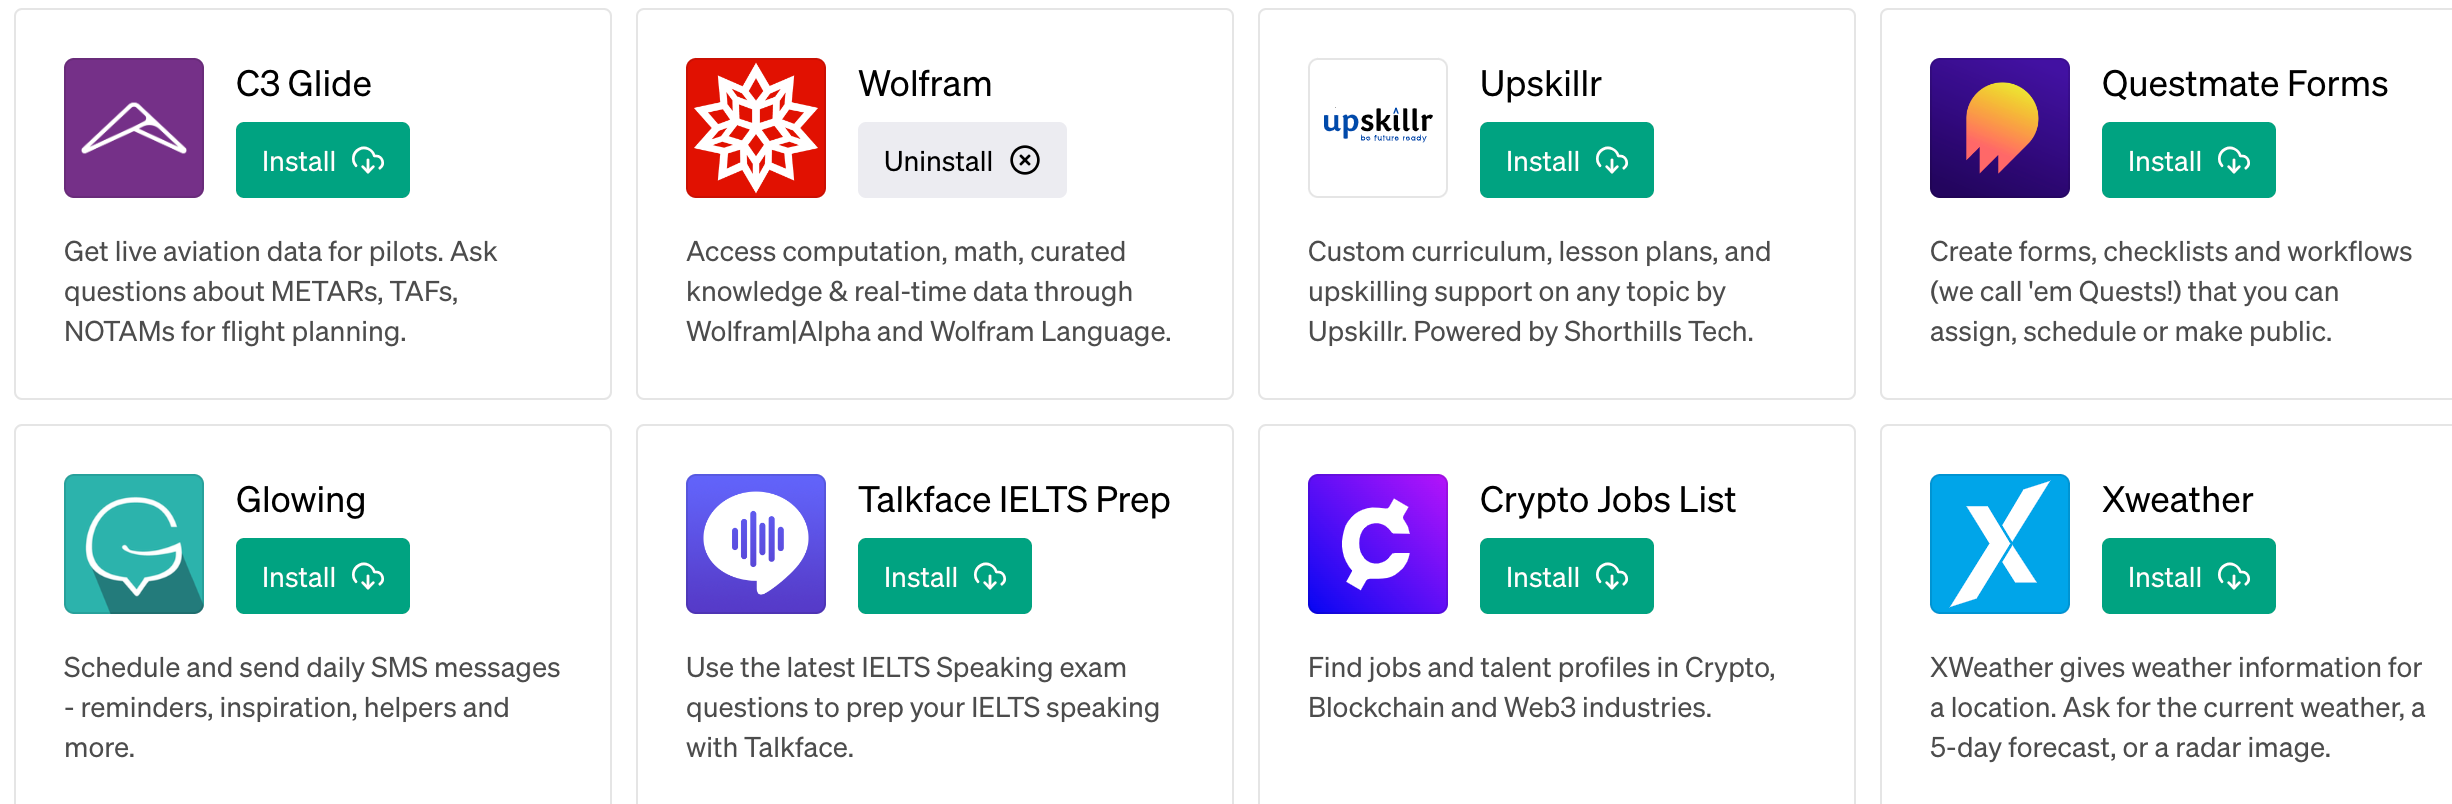 C3 Glide
Install
Get live aviation data for pilots. Ask
questions about METARs, TAFs,
NOTAMs for flight planning.
Wolfram
Uninstall
Access computation, math, curated
knowledge & real-time data through
Wolfram|Alpha and Wolfram Language.
upskillr
be future ready
Upskillr
Install
Custom curriculum, lesson plans, and
upskilling support on any topic by
Upskillr. Powered by Shorthills Tech.
Questmate Forms
Install
Create forms, checklists and workflows
(we call 'em Quests!) that you can
assign, schedule or make public.
Glowing
Install
Schedule and send daily SMS messages
- reminders, inspiration, helpers and
more.
Talkface IELTS Prep
Install
Use the latest IELTS Speaking exam
questions to prep your IELTS speaking
with Talkface.
Crypto Jobs List
Install
Find jobs and talent profiles in Crypto,
Blockchain and Web3 industries.
Xweather
Install
XWeather gives weather information for
a location. Ask for the current weather, a
5-day forecast, or a radar image.